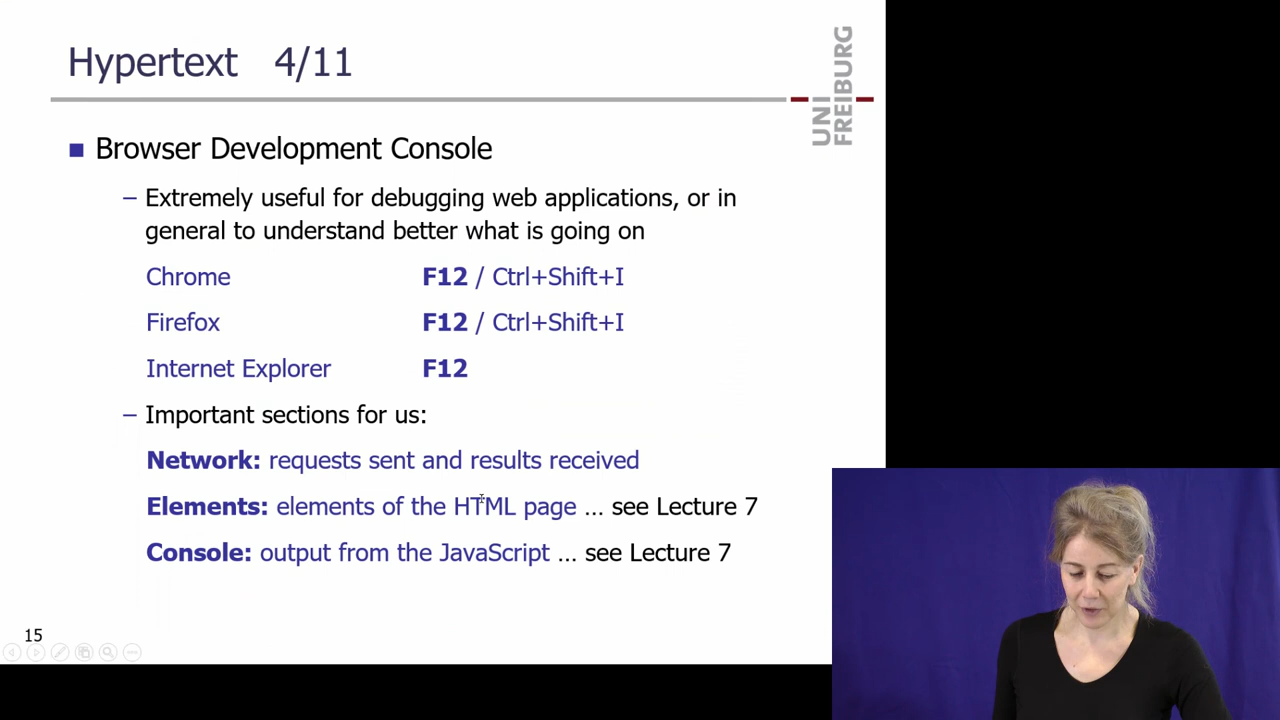 Hypertext 4/11
UNI
FREIBURG
Browser Development Console
– Extremely useful for debugging web applications, or in
general to understand better what is going on
Chrome F12 / Ctrl+Shift+I
Firefox F12 / Ctrl+Shift+I
Internet Explorer F12
– Important sections for us:
Network: requests sent and results received
Elements: elements of the HTML page … see Lecture 7
Console: output from the JavaScript … see Lecture 7
15